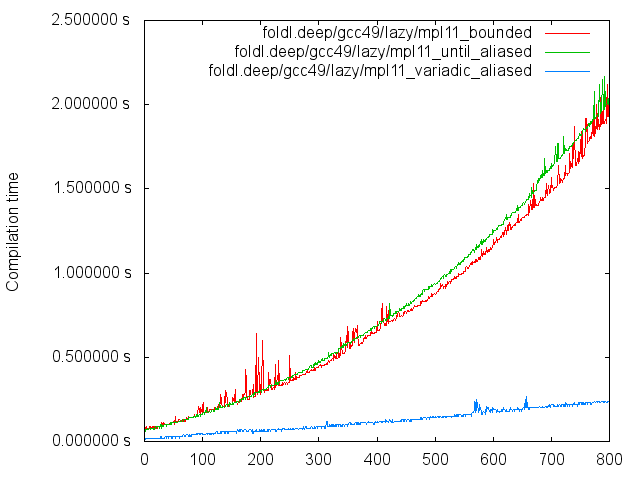 foldl.deep/gcc49/lazy/mpl11_bounded
foldl.deep/gcc49/lazy/mpl11_until_aliased
foldl.deep/gcc49/lazy/mpl11_variadic_aliased
2.500000 s
2.000000 s
1.500000 s
1.000000 s
0.500000 s
0.000000 s
Compilation time
0 100 200 300 400 500 600 700 800